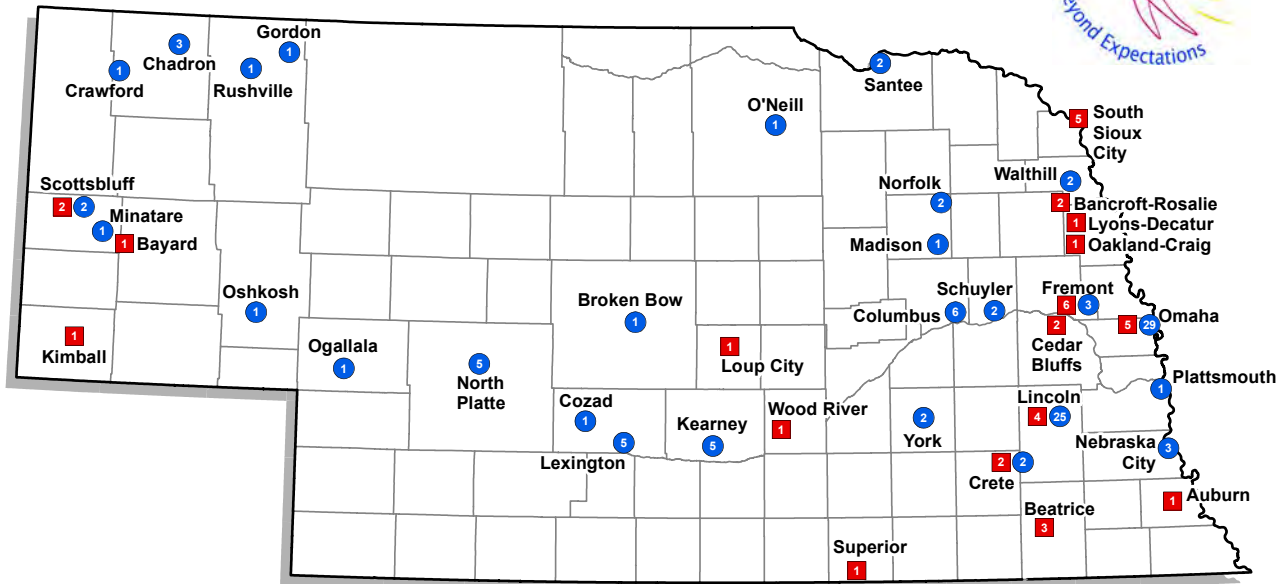 eyond Expectations
Gordon
1
3
Chadron
1
Crawford
1
Rushville
2
Santee
O'Neill
1
5
South
Sioux
City
Walthill
2
Scottsbluff
2
2
Minatare
1
1
Bayard
Norfolk
2
2
Bancroft-Rosalie
1
Lyons-Decatur
Madison
1
1
Oakland-Craig
Oshkosh
1
Broken Bow
1
Schuyler
2
Columbus
6
Fremont
6
3
5
29
Omaha
2
Cedar
Bluffs
1
Kimball
Ogallala
1
5
North
Platte
1
Loup City
1
Plattsmouth
Cozad
1
5
Lexington
Kearney
5
Wood River
1
2
York
Lincoln
4
25
Nebraska
City
3
2
2
Crete
1
Auburn
Beatrice
3
Superior
1